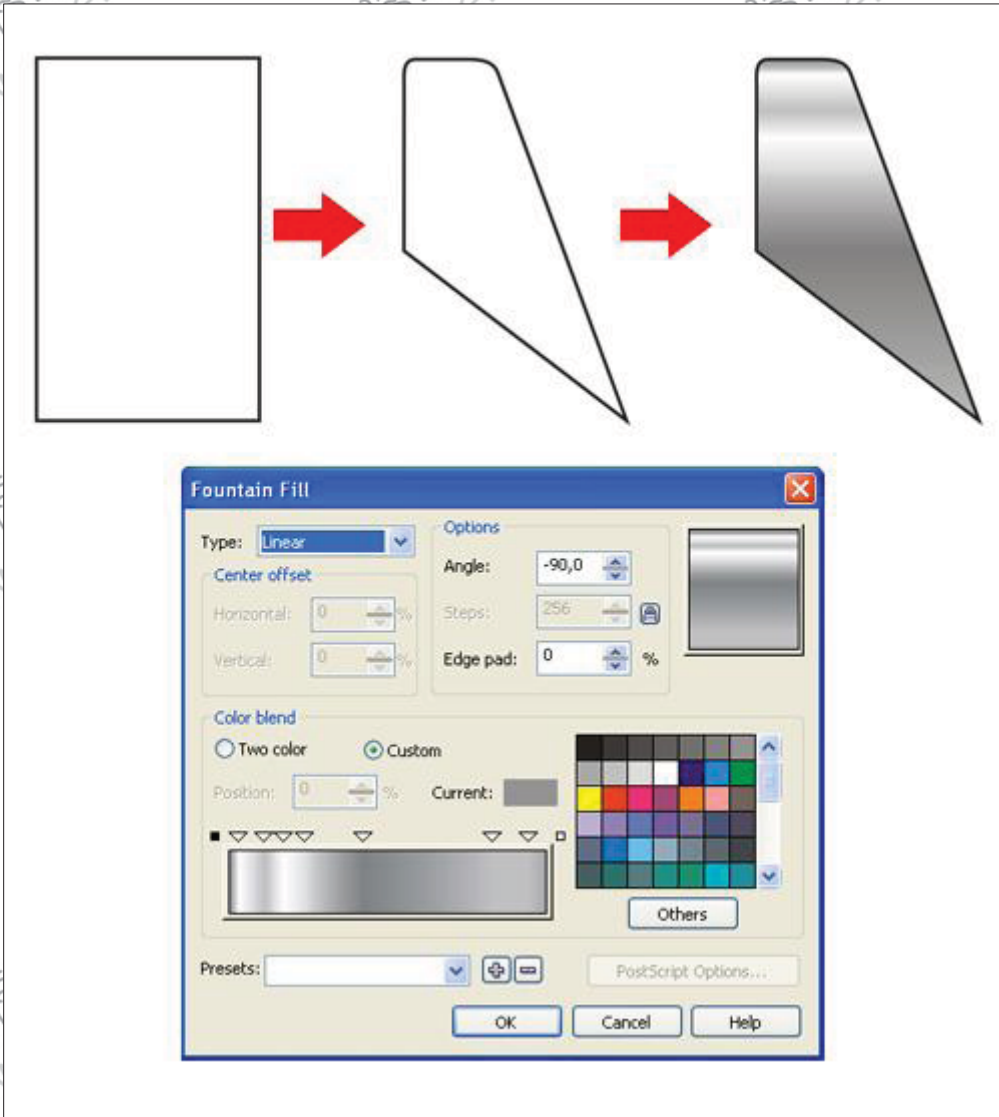 Fountain Fill
Type: Linear
Center offset
Horizontal: 0 %
Vertical: 0 %
Options
Angle: -90,0
Steps: 256
Edge pad: 0 %
Color blend
Two color Custom
Position: 0 % Current:
Others
Presets:
PostScript Options...
OK Cancel Help